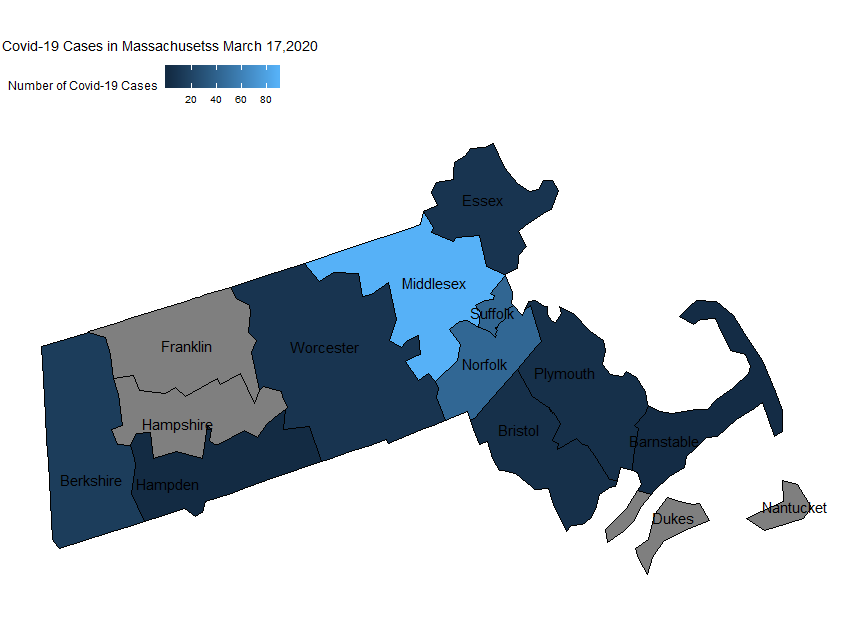 Covid-19 Cases in Massachusetss March 17,2020
Number of Covid-19 Cases
20 40 60 80
Essex
Middlesex
Suffolk
Franklin
Worcester
Norfolk
Plymouth
Hampshire
Bristol
Barnstable
Berkshire
Hampden
Nantucket
Dukes